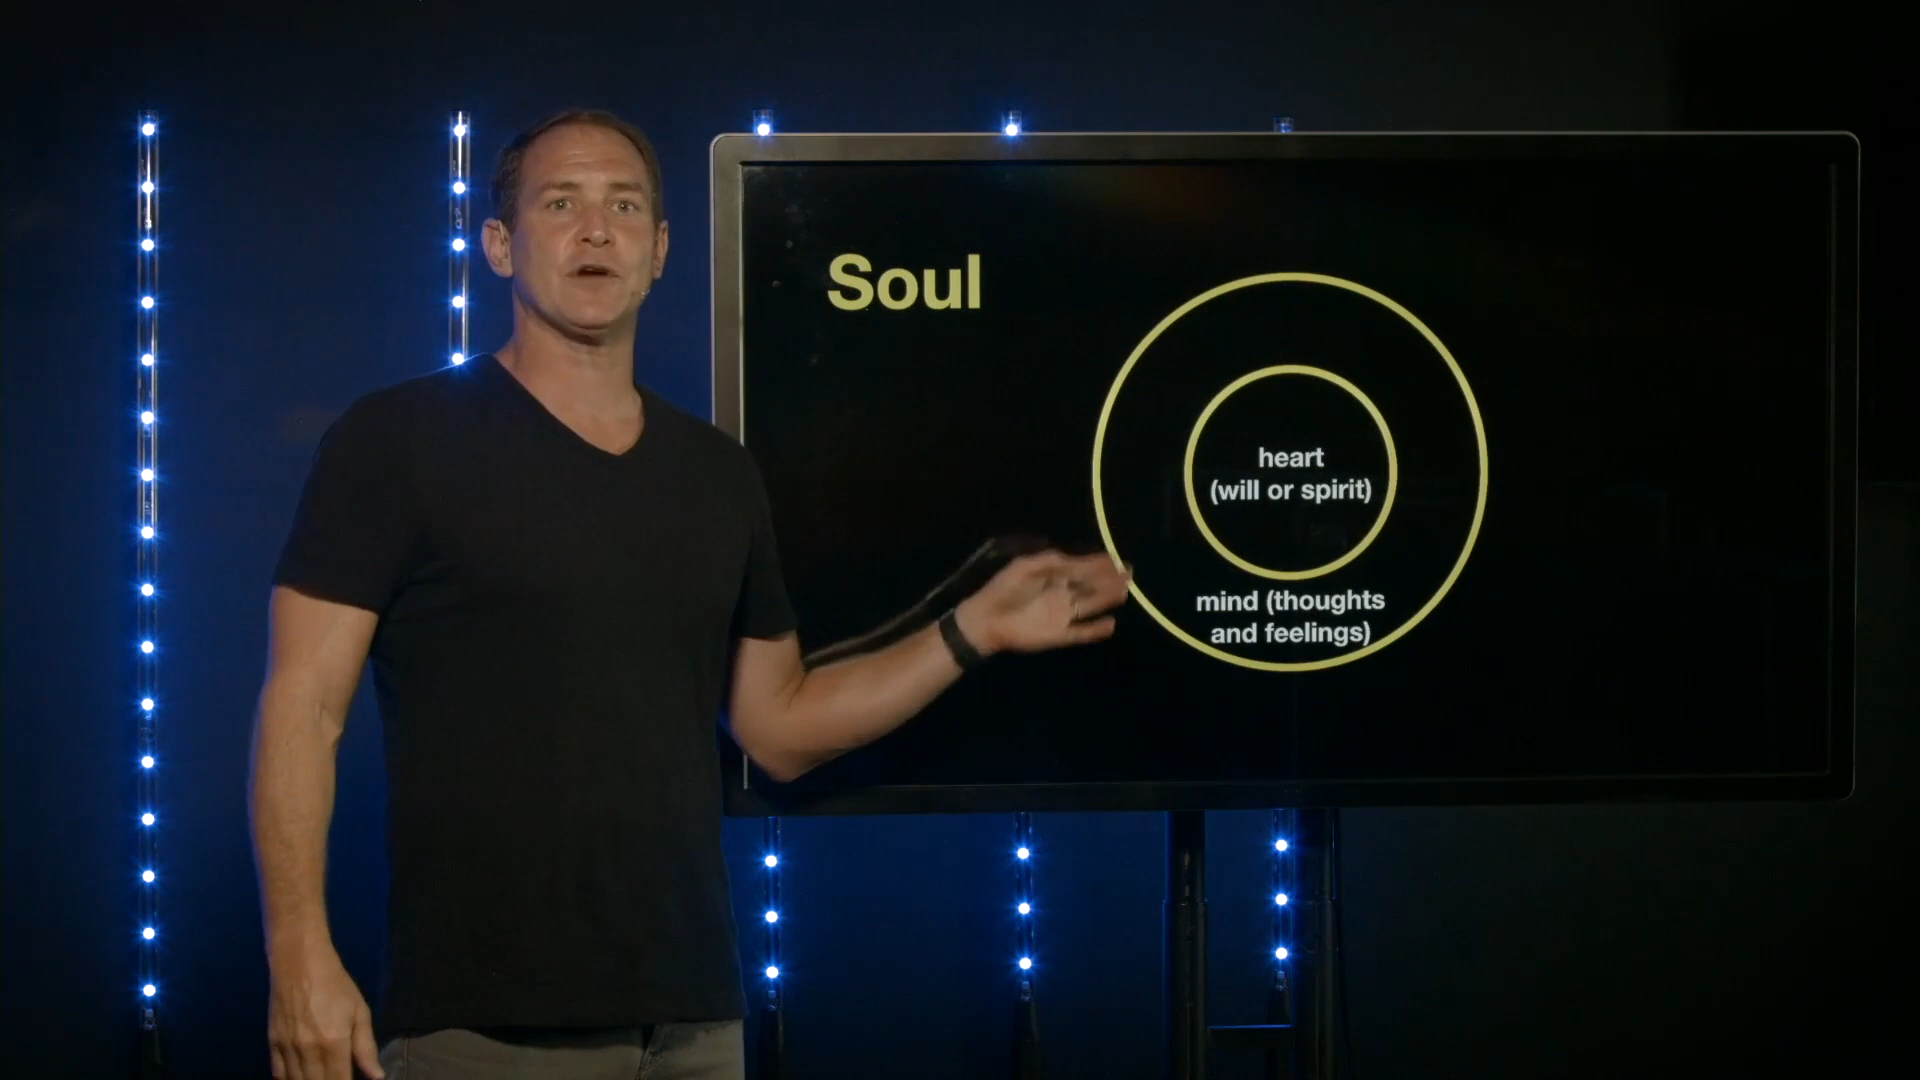 Soul
heart
(will or spirit)
mind (thoughts
and feelings)